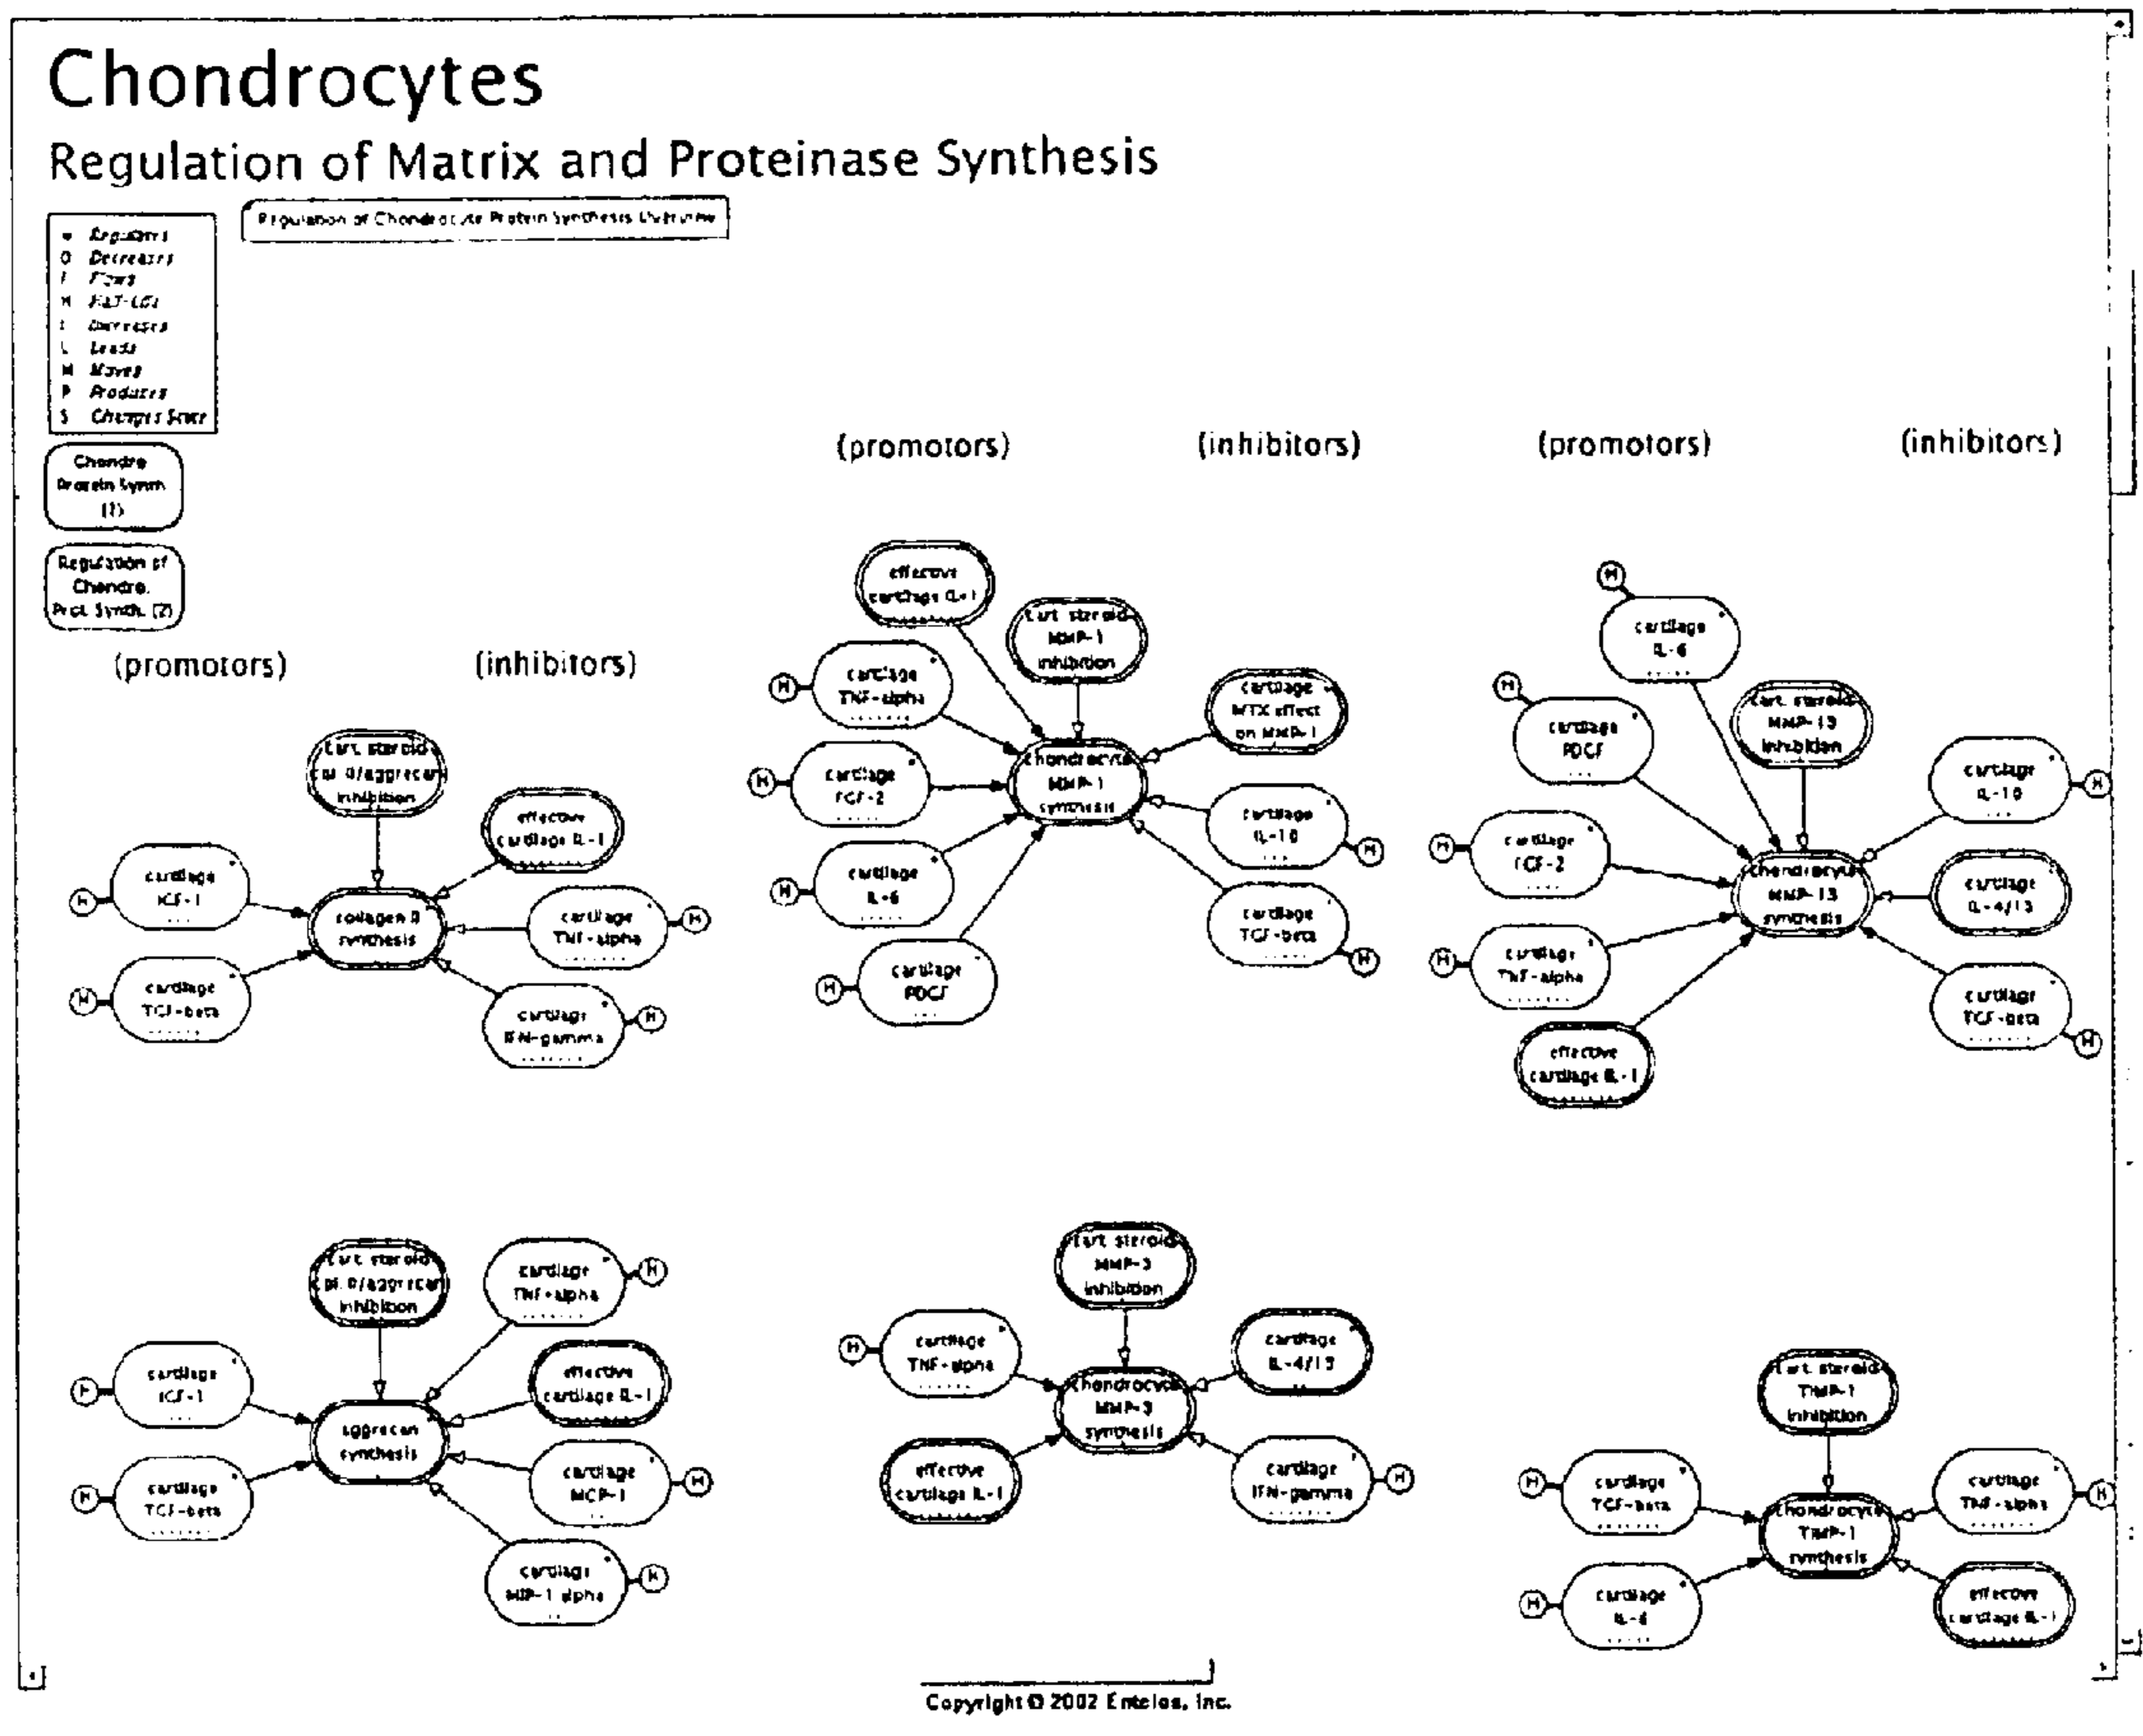 Chondrocytes
Regulation of Matrix and Proteinase Synthesis
Regulation of Chondrocyte Protein Synthesis Overview
Regulates
D Decreases
F Flows
H
I Increases
L Leads
M Moves
P Produces
S Changes State
Chondro
Protein Synth
Regulation of
Chondro.
Prot. Synth. (2)
(promotors)
(inhibitors)
(promotors)
(inhibitors)
(promotors)
(inhibitors)
Cart. steroid
col. II/aggrecan
inhibition
effective
cartilage IL-1
cartilage
IGF-1
H
collagen II
synthesis
cartilage
TNF-alpha
H
cartilage
TGF-beta
H
cartilage
IFN-gamma
H
effective
cartilage IL-1
Cart. steroid
MMP-1
inhibition
cartilage
TNF-alpha
H
cartilage
MTX effect
on MMP-1
cartilage
FGF-2
H
chondrocyte
MMP-1
synthesis
cartilage
IL-10
H
cartilage
IL-6
H
cartilage
TGF-beta
H
cartilage
PDGF
H
H
cartilage
IL-6
H
cartilage
PDGF
Cart. steroid
MMP-13
inhibition
cartilage
IL-10
H
H
cartilage
FGF-2
chondrocyte
MMP-13
synthesis
cartilage
IL-4/13
H
cartilage
TNF-alpha
cartilage
TGF-beta
H
effective
cartilage IL-1
Cart. steroid
col. II/aggrecan
inhibition
cartilage
TNF-alpha
H
cartilage
IGF-1
H
effective
cartilage IL-1
aggrecan
synthesis
cartilage
TGF-beta
H
cartilage
MCP-1
H
cartilage
MIP-1 alpha
H
Cart. steroid
MMP-3
inhibition
H
cartilage
TNF-alpha
cartilage
IL-4/13
chondrocyte
MMP-3
synthesis
effective
cartilage IL-1
cartilage
IFN-gamma
H
Cart. steroid
TIMP-1
inhibition
H
cartilage
TGF-beta
cartilage
TNF-alpha
H
chondrocyte
TIMP-1
synthesis
H
cartilage
IL-6
effective
cartilage IL-1
Copyright © 2002 Entelos, Inc.